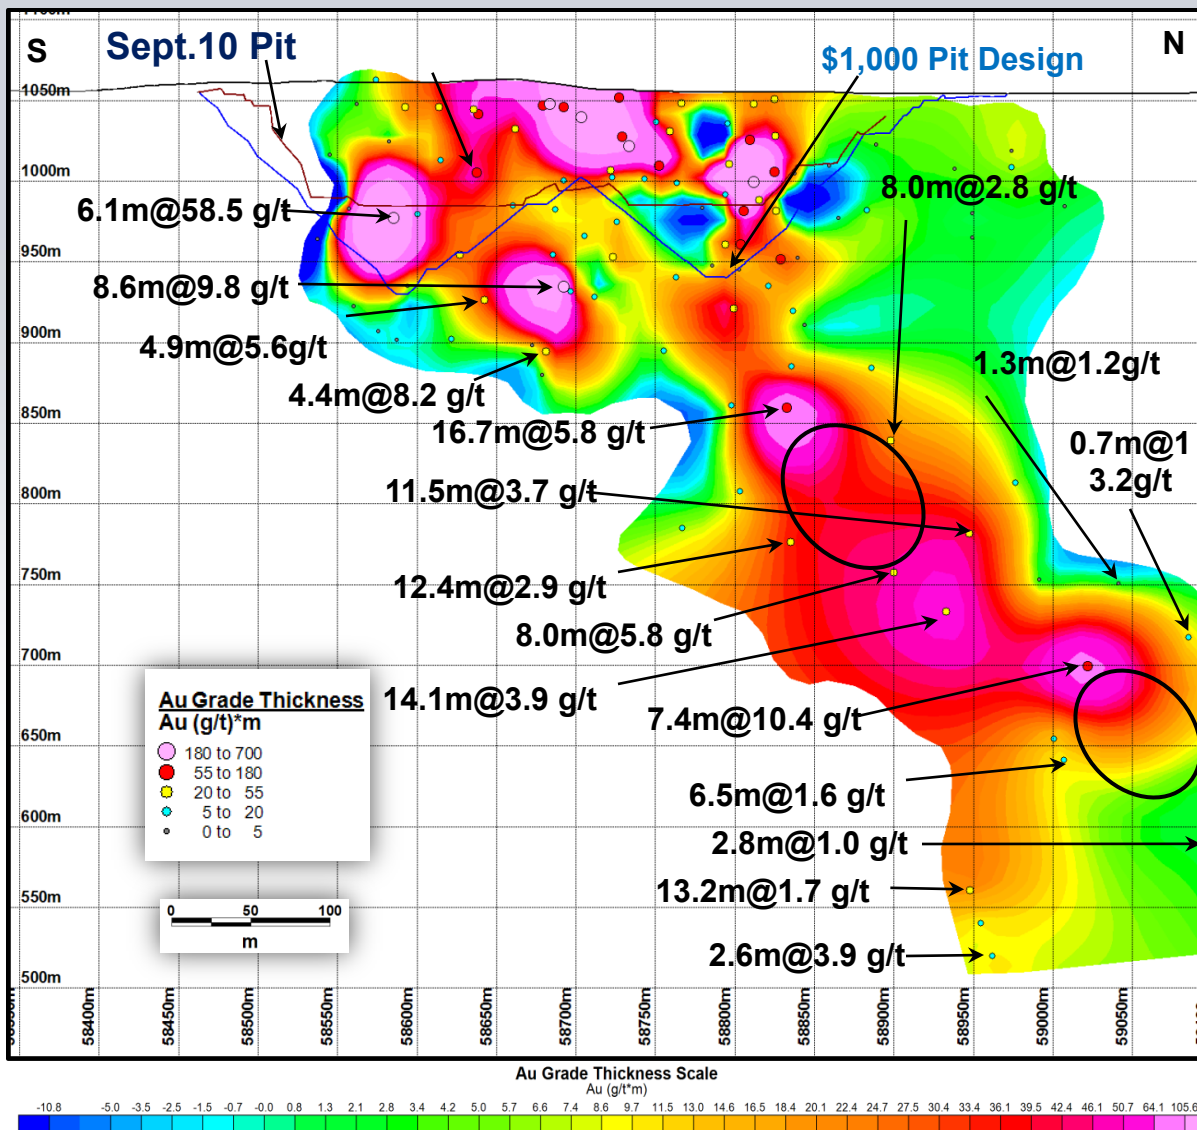 S
Sept.10 Pit
$1,000 Pit Design
N
1050m
1000m
950m
900m
850m
800m
750m
700m
650m
600m
550m
500m
8.0m@2.8 g/t
6.1m@58.5 g/t
8.6m@9.8 g/t
4.9m@5.6g/t
1.3m@1.2g/t
4.4m@8.2 g/t
16.7m@5.8 g/t
0.7m@1
3.2g/t
11.5m@3.7 g/t
12.4m@2.9 g/t
8.0m@5.8 g/t
14.1m@3.9 g/t
7.4m@10.4 g/t
6.5m@1.6 g/t
2.8m@1.0 g/t
13.2m@1.7 g/t
2.6m@3.9 g/t
Au Grade Thickness
Au (g/t)*m
180 to 700
55 to 180
20 to 55
5 to 20
0 to 5
0 50 100
m
58400m
58450m
58500m
58550m
58600m
58650m
58700m
58750m
58800m
58850m
58900m
58950m
59000m
59050m
Au Grade Thickness Scale
Au (g/t*m)
-10.8 -5.0 -3.5 -2.5 -1.5 -0.7 -0.0 0.8 1.3 2.1 2.8 3.4 4.2 5.0 5.7 6.6 7.4 8.6 9.7 11.5 13.0 14.6 16.5 18.4 20.1 22.4 24.7 27.5 30.4 33.4 36.1 39.5 42.4 46.1 50.7 64.1 105.6